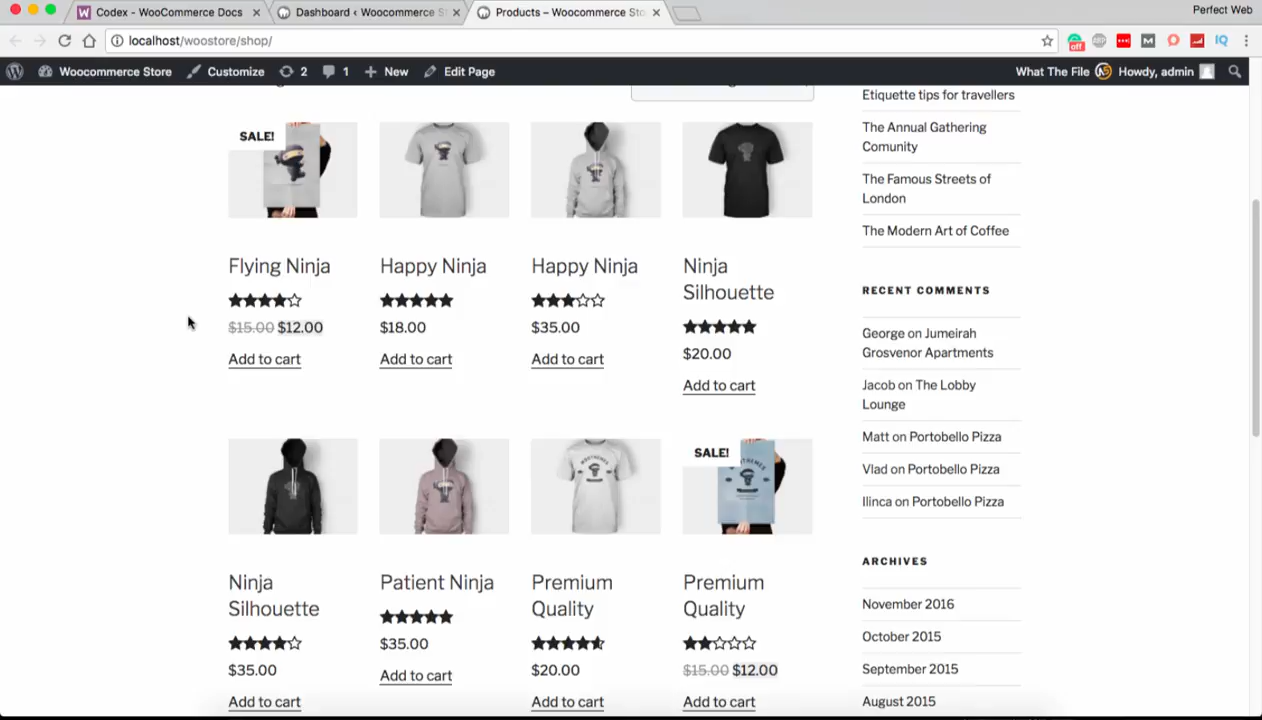 Codex - WooCommerce Docs
Dashboard ‹ Woocommerce S
Products – Woocommerce Sto
Perfect Web
localhost/woostore/shop/
off
ABP
Woocommerce Store
Customize
2
1
New
Edit Page
What The File
Howdy, admin
Etiquette tips for travellers
The Annual Gathering
Comunity
The Famous Streets of
London
The Modern Art of Coffee
SALE!
Flying Ninja
$15.00 $12.00
Add to cart
Happy Ninja
$18.00
Add to cart
Happy Ninja
$35.00
Add to cart
Ninja
Silhouette
$20.00
Add to cart
RECENT COMMENTS
George on Jumeirah
Grosvenor Apartments
Jacob on The Lobby
Lounge
Matt on Portobello Pizza
Vlad on Portobello Pizza
Ilinca on Portobello Pizza
Ninja
Silhouette
$35.00
Add to cart
Patient Ninja
$35.00
Add to cart
Premium
Quality
$20.00
Add to cart
SALE!
Premium
Quality
$15.00 $12.00
Add to cart
ARCHIVES
November 2016
October 2015
September 2015
August 2015